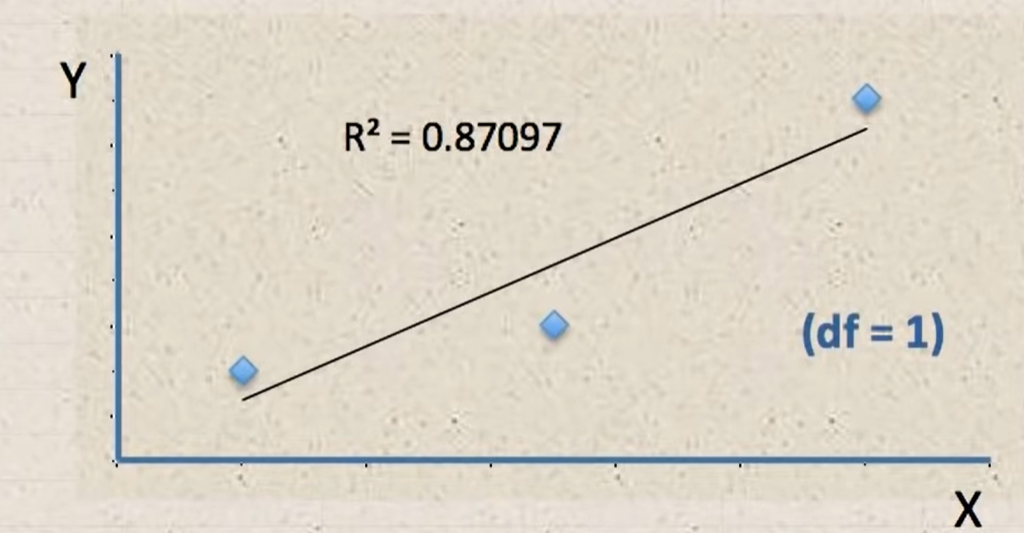 Y
R² = 0.87097
(df = 1)
X